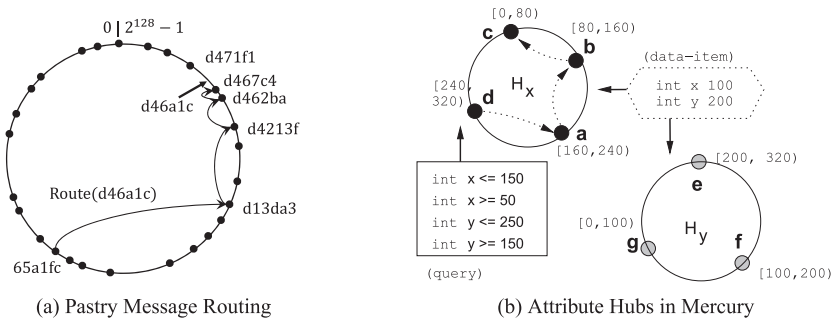 0 | 2^128 − 1
d471f1
d467c4
d46a1c
d462ba
d4213f
Route(d46a1c)
d13da3
65a1fc
(a) Pastry Message Routing
[0,80)
c
[80,160)
b
H_x
[240,
320)
d
a
[160,240)
(data-item)
int x 100
int y 200
int x <= 150
int x >= 50
int y <= 250
int y >= 150
(query)
[200, 320)
e
[0,100)
H_y
g
f
[100,200)
(b) Attribute Hubs in Mercury